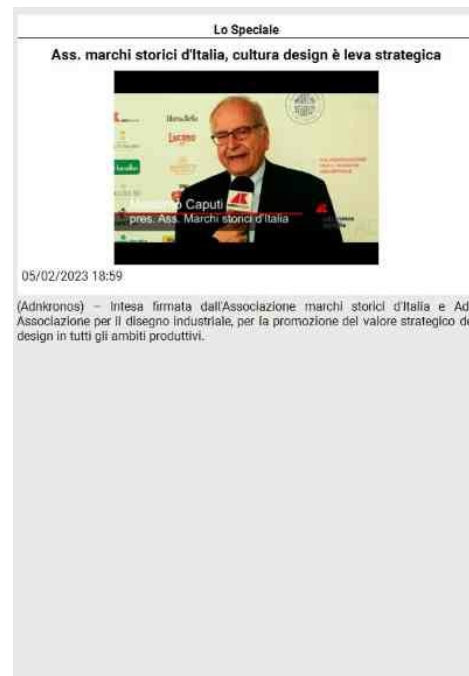 Lo Speciale
Ass. marchi storici d'Italia, cultura design è leva strategica
Lucano
Caputi
pres. Ass. Marchi storici d'Italia
05/02/2023 18:59
(Adnkronos) – Intesa firmata dall'Associazione marchi storici d'Italia e Ad
Associazione per il disegno industriale, per la promozione del valore strategico de
design in tutti gli ambiti produttivi.